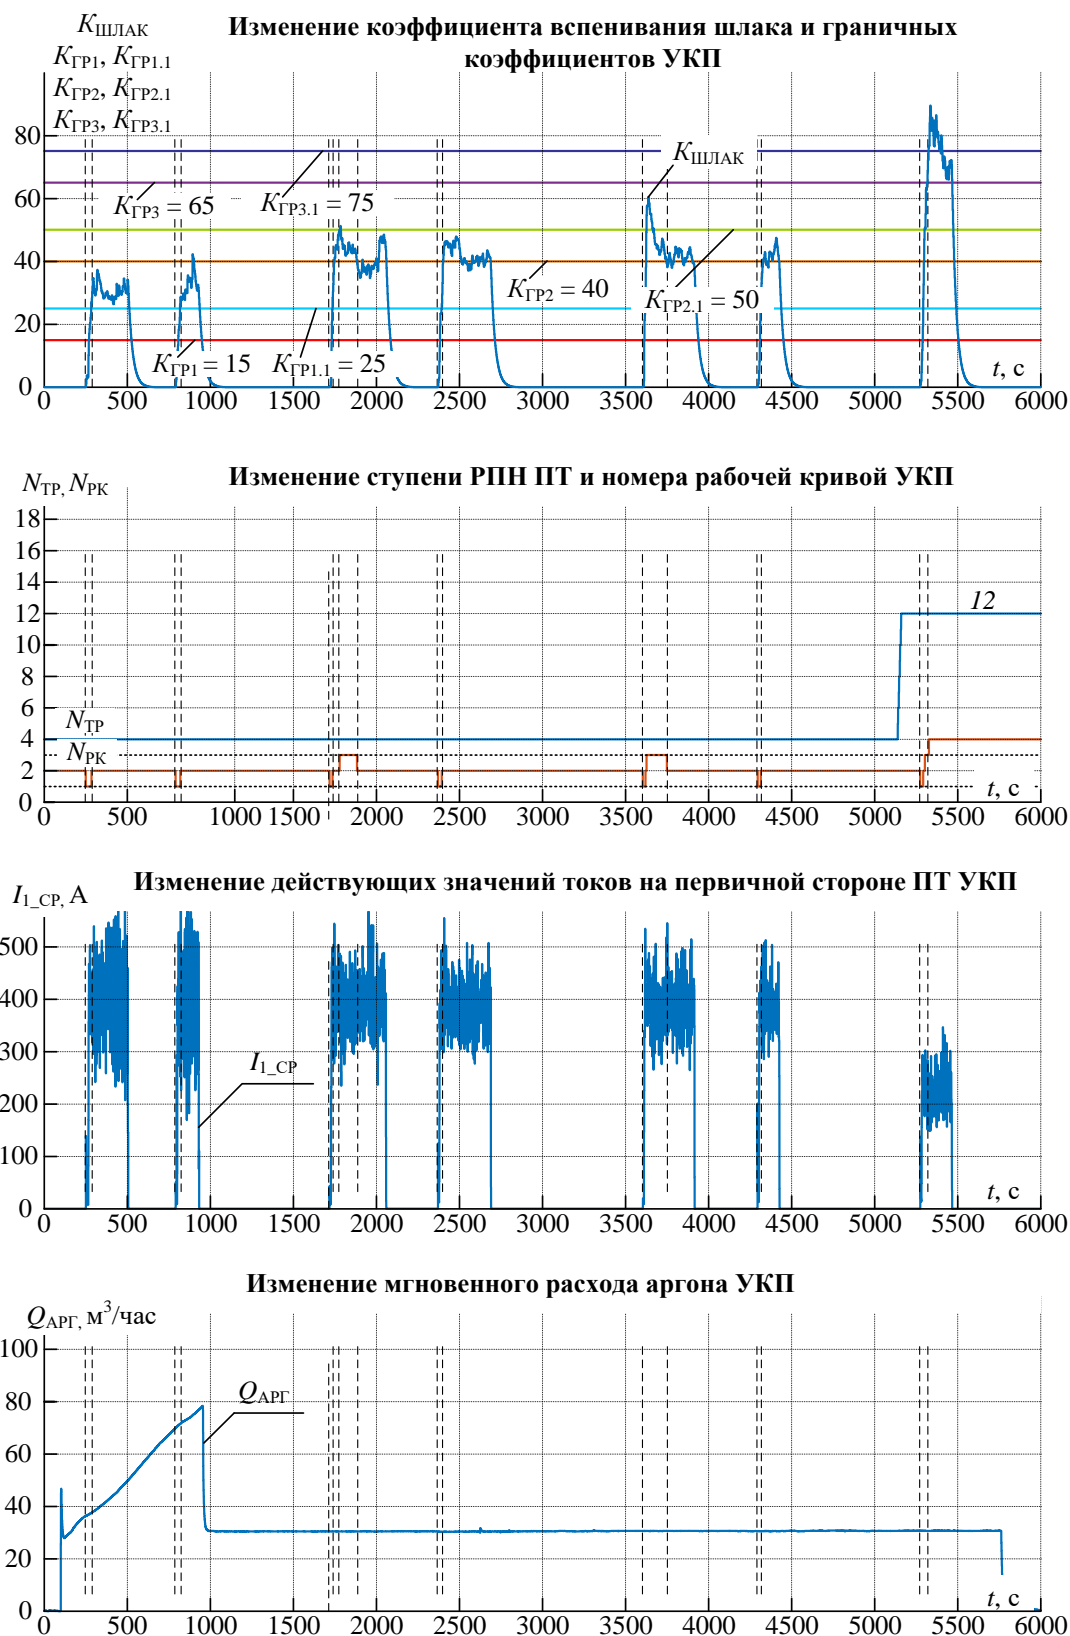 Изменение коэффициента вспенивания шлака и граничных
коэффициентов УКП
KШЛАК
KГР1, KГР1.1
KГР2, KГР2.1
KГР3, KГР3.1
80
60
40
20
0
KШЛАК
KГР3 = 65
KГР3.1 = 75
KГР2 = 40
KГР2.1 = 50
KГР1 = 15
KГР1.1 = 25
t, с
0 500 1000 1500 2000 2500 3000 3500 4000 4500 5000 5500 6000
Изменение ступени РПН ПТ и номера рабочей кривой УКП
NТР, NРК
18
16
14
12
10
8
6
4
2
0
12
NТР
NРК
t, с
0 500 1000 1500 2000 2500 3000 3500 4000 4500 5000 5500 6000
Изменение действующих значений токов на первичной стороне ПТ УКП
I1_СР, А
500
400
300
200
100
0
I1_СР
t, с
0 500 1000 1500 2000 2500 3000 3500 4000 4500 5000 5500 6000
Изменение мгновенного расхода аргона УКП
QАРГ, м³/час
100
80
60
40
20
0
QАРГ
t, с
0 500 1000 1500 2000 2500 3000 3500 4000 4500 5000 5500 6000